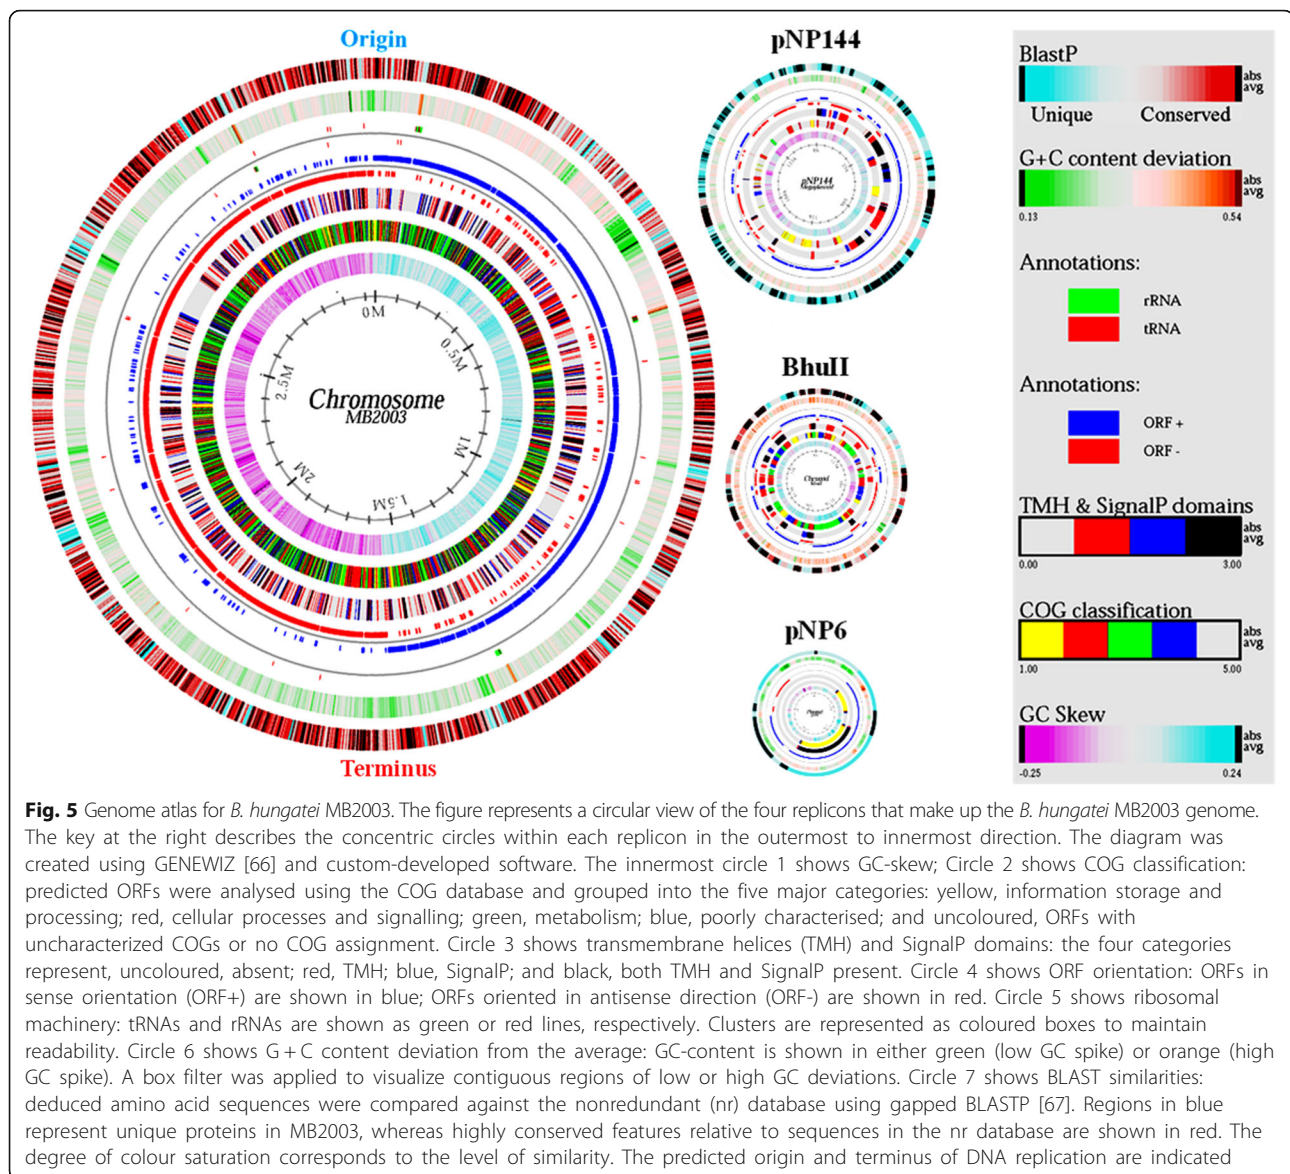 Origin
Terminus
0M
0.5M
1M
1.5M
2M
2.5M
Chromosome
MB2003
pNP144
pNP144
BhuII
pNP6
BlastP
abs
avg
Unique Conserved
G+C content deviation
abs
avg
0.13 0.54
Annotations:
rRNA
tRNA
Annotations:
ORF +
ORF -
TMH & SignalP domains
abs
avg
0.00 3.00
COG classification
abs
avg
1.00 5.00
GC Skew
abs
avg
-0.25 0.24
Fig. 5 Genome atlas for B. hungatei MB2003. The figure represents a circular view of the four replicons that make up the B. hungatei MB2003 genome.
The key at the right describes the concentric circles within each replicon in the outermost to innermost direction. The diagram was
created using GENEWIZ [66] and custom-developed software. The innermost circle 1 shows GC-skew; Circle 2 shows COG classification:
predicted ORFs were analysed using the COG database and grouped into the five major categories: yellow, information storage and
processing; red, cellular processes and signalling; green, metabolism; blue, poorly characterised; and uncoloured, ORFs with
uncharacterized COGs or no COG assignment. Circle 3 shows transmembrane helices (TMH) and SignalP domains: the four categories
represent, uncoloured, absent; red, TMH; blue, SignalP; and black, both TMH and SignalP present. Circle 4 shows ORF orientation: ORFs in
sense orientation (ORF+) are shown in blue; ORFs oriented in antisense direction (ORF-) are shown in red. Circle 5 shows ribosomal
machinery: tRNAs and rRNAs are shown as green or red lines, respectively. Clusters are represented as coloured boxes to maintain
readability. Circle 6 shows G + C content deviation from the average: GC-content is shown in either green (low GC spike) or orange (high
GC spike). A box filter was applied to visualize contiguous regions of low or high GC deviations. Circle 7 shows BLAST similarities:
deduced amino acid sequences were compared against the nonredundant (nr) database using gapped BLASTP [67]. Regions in blue
represent unique proteins in MB2003, whereas highly conserved features relative to sequences in the nr database are shown in red. The
degree of colour saturation corresponds to the level of similarity. The predicted origin and terminus of DNA replication are indicated